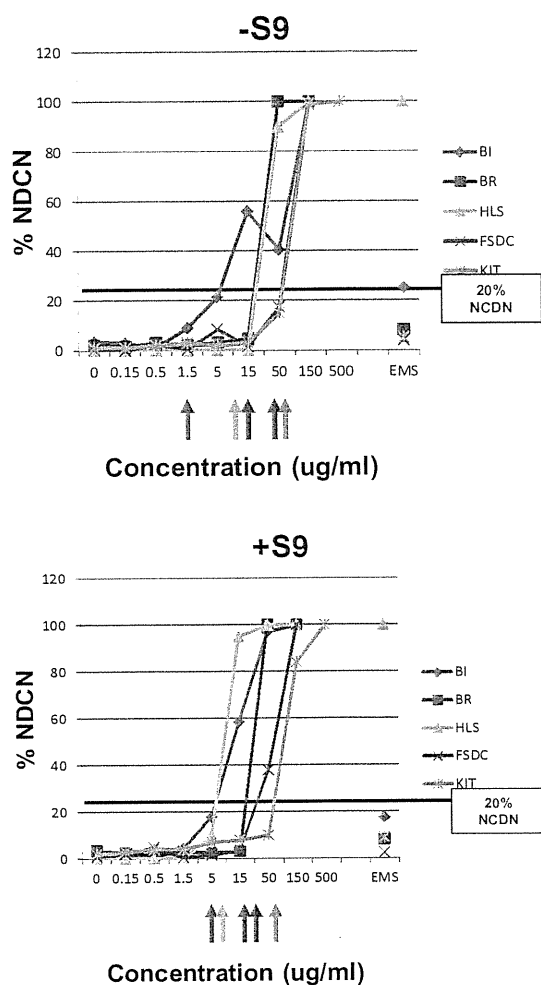 -S9
120
100
80
60
40
20
0
% NDCN
BI
BR
HLS
FSDC
KIT
20%
NCDN
0 0.15 0.5 1.5 5 15 50 150 500 EMS
Concentration (ug/ml)
+S9
120
100
80
60
40
20
0
% NDCN
BI
BR
HLS
FSDC
KIT
20%
NCDN
0 0.15 0.5 1.5 5 15 50 150 500 EMS
Concentration (ug/ml)